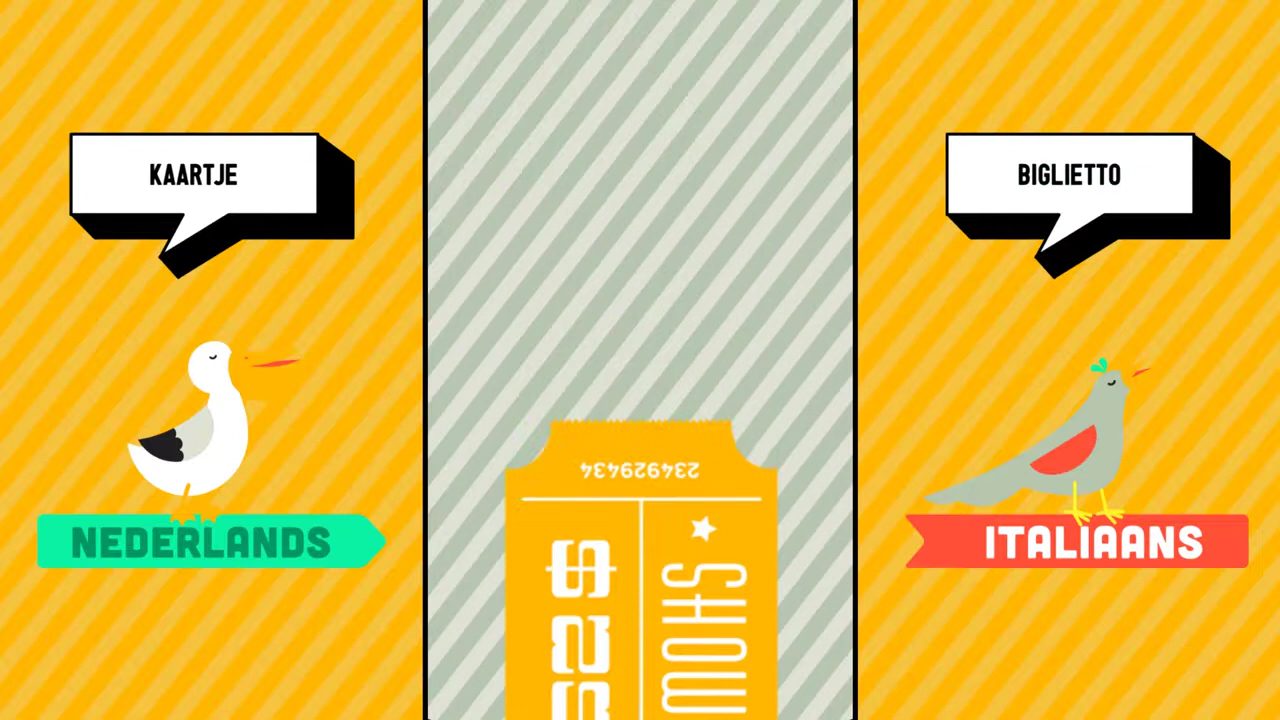 KAARTJE
NEDERLANDS
234929434
SHOW
BIGLIETTO
ITALIAANS